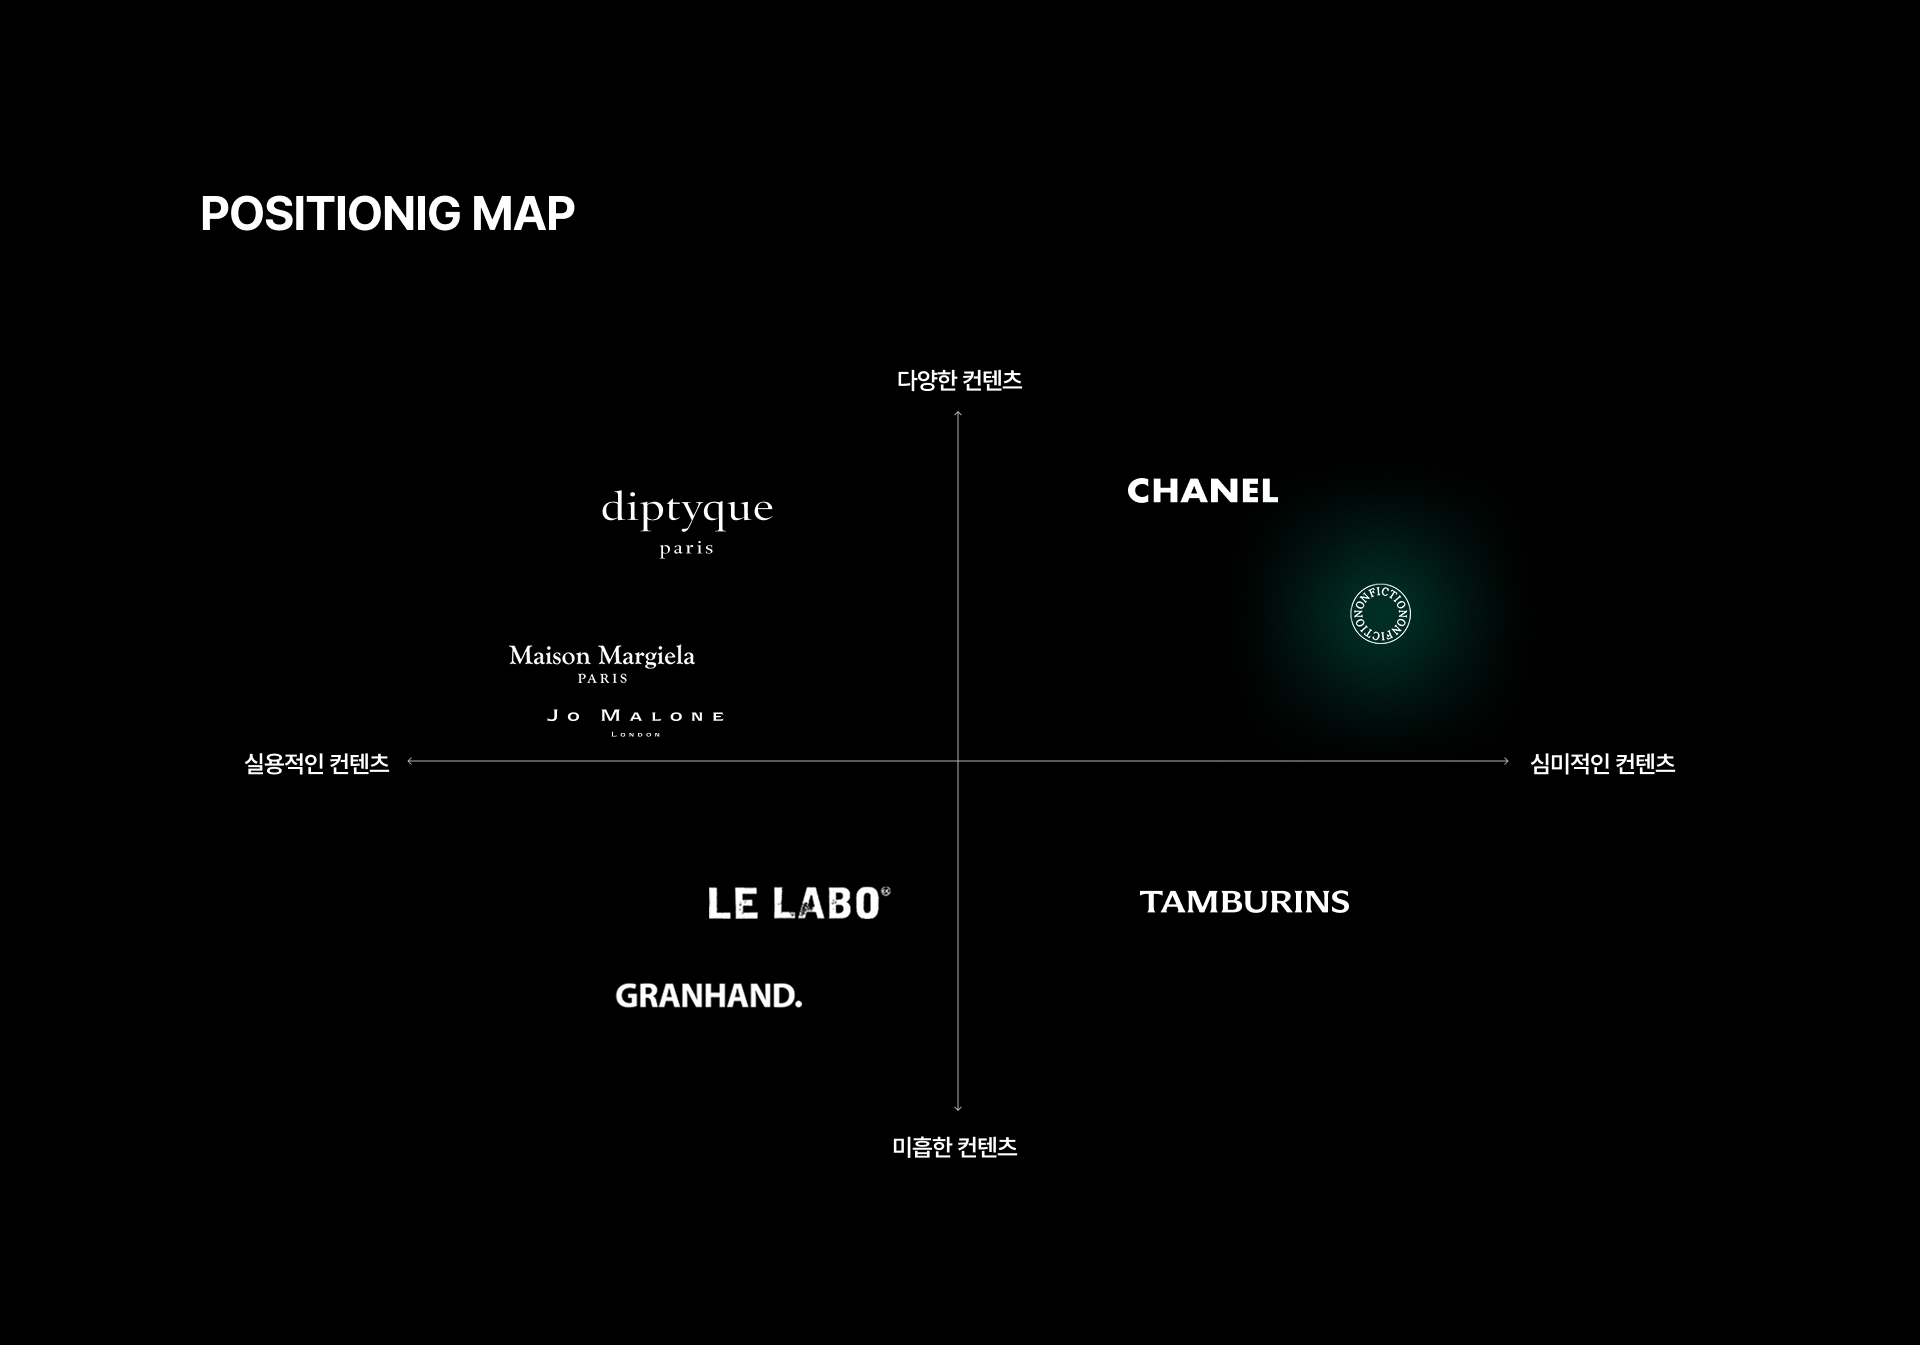 POSITIONIG MAP
다양한 컨텐츠
CHANEL
diptyque
paris
NONFICTIONONFICTIO
Maison Margiela
PARIS
JO MALONE
LONDON
실용적인 컨텐츠
심미적인 컨텐츠
LE LABO
TAMBURINS
GRANHAND.
미흡한 컨텐츠